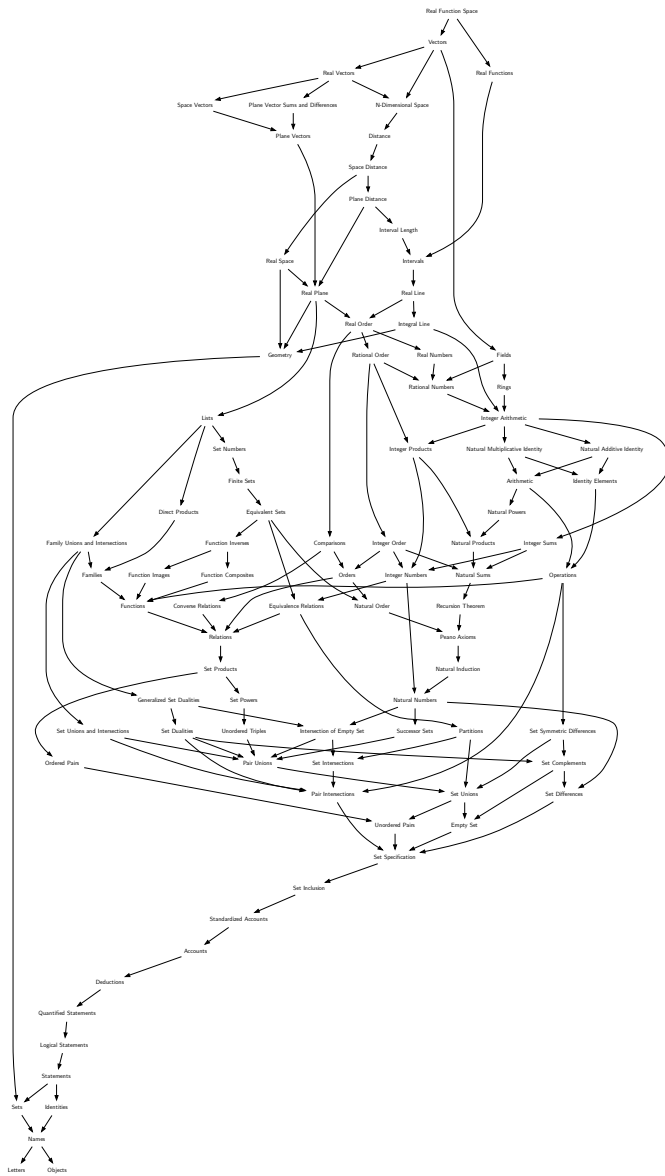 Real Function Space
Vectors
Real Vectors
Real Functions
Space Vectors
Plane Vector Sums and Differences
N-Dimensional Space
Plane Vectors
Distance
Space Distance
Plane Distance
Interval Length
Real Space
Intervals
Real Plane
Real Line
Real Order
Integral Line
Geometry
Rational Order
Real Numbers
Fields
Rational Numbers
Rings
Lists
Integer Arithmetic
Set Numbers
Integer Products
Natural Multiplicative Identity
Natural Additive Identity
Finite Sets
Arithmetic
Identity Elements
Direct Products
Equivalent Sets
Natural Powers
Family Unions and Intersections
Function Inverses
Comparisons
Integer Order
Natural Products
Integer Sums
Families
Function Images
Function Composites
Orders
Integer Numbers
Natural Sums
Operations
Functions
Converse Relations
Equivalence Relations
Natural Order
Recursion Theorem
Relations
Peano Axioms
Set Products
Natural Induction
Generalized Set Dualities
Set Powers
Natural Numbers
Set Unions and Intersections
Set Dualities
Unordered Triples
Intersection of Empty Set
Successor Sets
Partitions
Set Symmetric Differences
Ordered Pairs
Pair Unions
Set Intersections
Set Complements
Pair Intersections
Set Unions
Set Differences
Unordered Pairs
Empty Set
Set Specification
Set Inclusion
Standardized Accounts
Accounts
Deductions
Quantified Statements
Logical Statements
Statements
Sets
Identities
Names
Letters
Objects